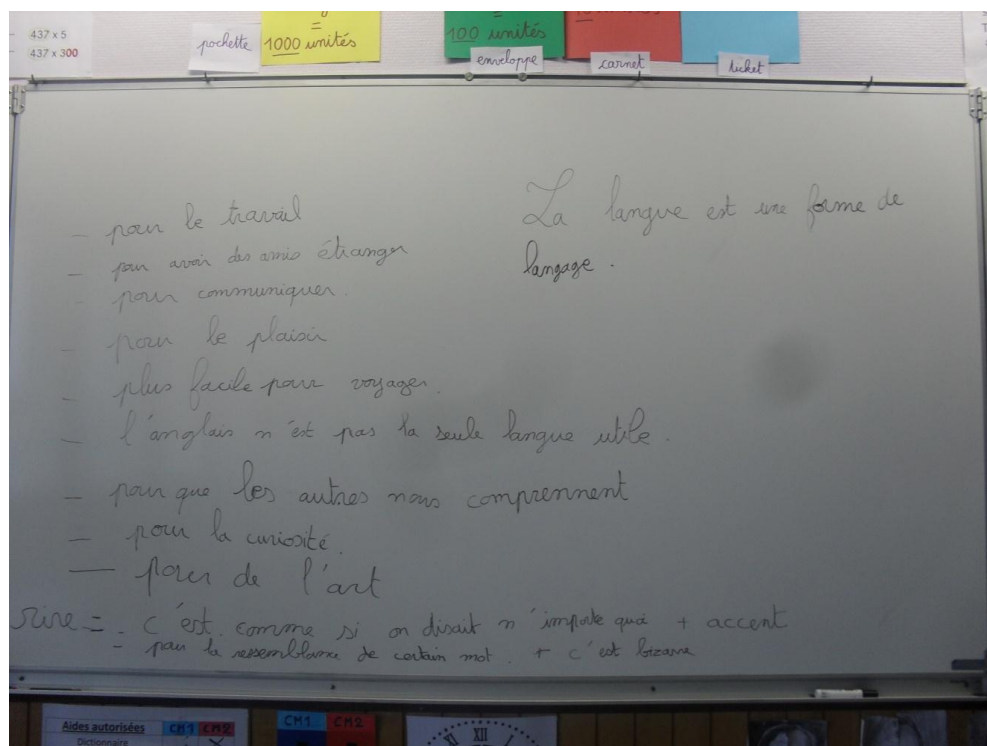 437 x 5
437 x 300
pochette
=
1000 unités
=
100 unités
enveloppe
carnet
ticket
- pour le travail
- pour avoir des amis étranger
- pour communiquer.
- pour le plaisir
- plus facile pour voyager.
- l'anglais n'est pas la seule langue utile.
- pour que les autres nous comprennent
- pour la curiosité.
- pour de l'art
La langue est une forme de
langage.
rire = - c'est comme si on disait n'importe quoi + accent
- pour la ressemblance de certain mot. + c'est bizarre
Aides autorisées CM1 CM2
Dictionnaire
CM1 CM2
XI XII